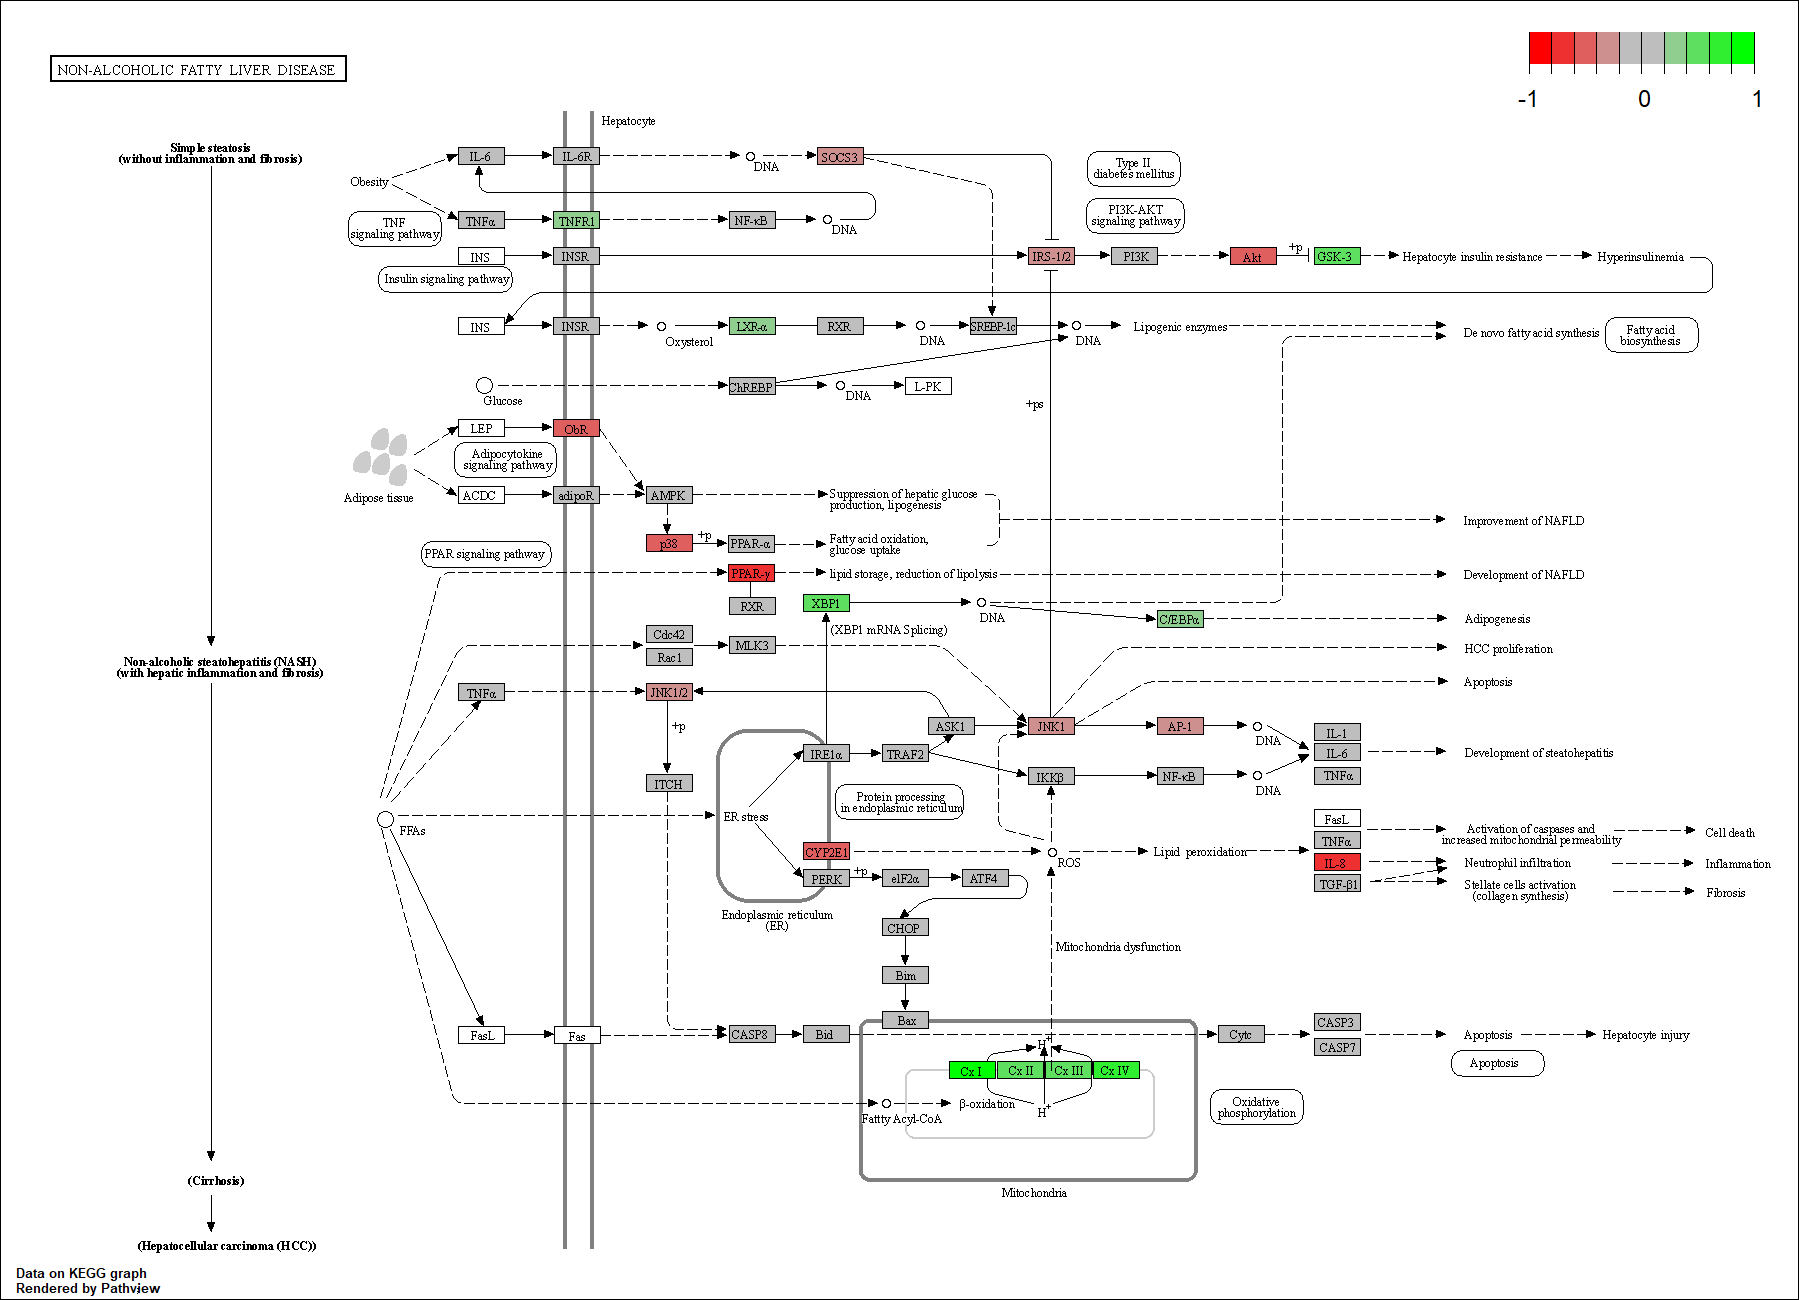 NON-ALCOHOLIC FATTY LIVER DISEASE
-1
0
1
Hepatocyte
Simple steatosis
(without inflammation and fibrosis)
Obesity
IL-6
IL-6R
DNA
SOCS3
Type II
diabetes mellitus
TNF
signaling pathway
TNFα
TNFR1
NF-κB
DNA
PI3K-AKT
signaling pathway
INS
INSR
IRS-1/2
PI3K
Akt
+p
GSK-3
Hepatocyte insulin resistance
Hyperinsulinemia
Insulin signaling pathway
INS
INSR
Oxysterol
LXR-α
RXR
DNA
SREBP-1c
DNA
Lipogenic enzymes
De novo fatty acid synthesis
Fatty acid
biosynthesis
Glucose
ChREBP
DNA
L-PK
+ps
LEP
ObR
Adipocytokine
signaling pathway
Adipose tissue
ACDC
adipoR
AMPK
Suppression of hepatic glucose
production, lipogenesis
Improvement of NAFLD
p38
+p
PPAR-α
Fatty acid oxidation,
glucose uptake
PPAR signaling pathway
PPAR-γ
lipid storage, reduction of lipolysis
Development of NAFLD
RXR
XBP1
DNA
(XBP1 mRNA Splicing)
C/EBPα
Adipogenesis
Cdc42
Rac1
MLK3
HCC proliferation
Non-alcoholic steatohepatitis (NASH)
(with hepatic inflammation and fibrosis)
TNFα
JNK1/2
Apoptosis
+p
ASK1
JNK1
AP-1
DNA
IL-1
IL-6
TNFα
Development of steatohepatitis
IRE1α
TRAF2
IKKβ
NF-κB
DNA
ITCH
Protein processing
in endoplasmic reticulum
ER stress
FFAs
CYP2E1
ROS
Lipid peroxidation
FasL
TNFα
IL-8
TGF-β1
Activation of caspases and
increased mitochondrial permeability
Cell death
Neutrophil infiltration
Inflammation
Stellate cells activation
(collagen synthesis)
Fibrosis
PERK
+p
eIF2α
ATF4
Endoplasmic reticulum
(ER)
CHOP
Mitochondria dysfunction
Bim
Bax
FasL
Fas
CASP8
Bid
Cytc
CASP3
CASP7
Apoptosis
Hepatocyte injury
Apoptosis
H+
Cx I
Cx II
Cx III
Cx IV
β-oxidation
H+
Fattty Acyl-CoA
Oxidative
phosphorylation
Mitochondria
(Cirrhosis)
(Hepatocellular carcinoma (HCC))
Data on KEGG graph
Rendered by Pathview